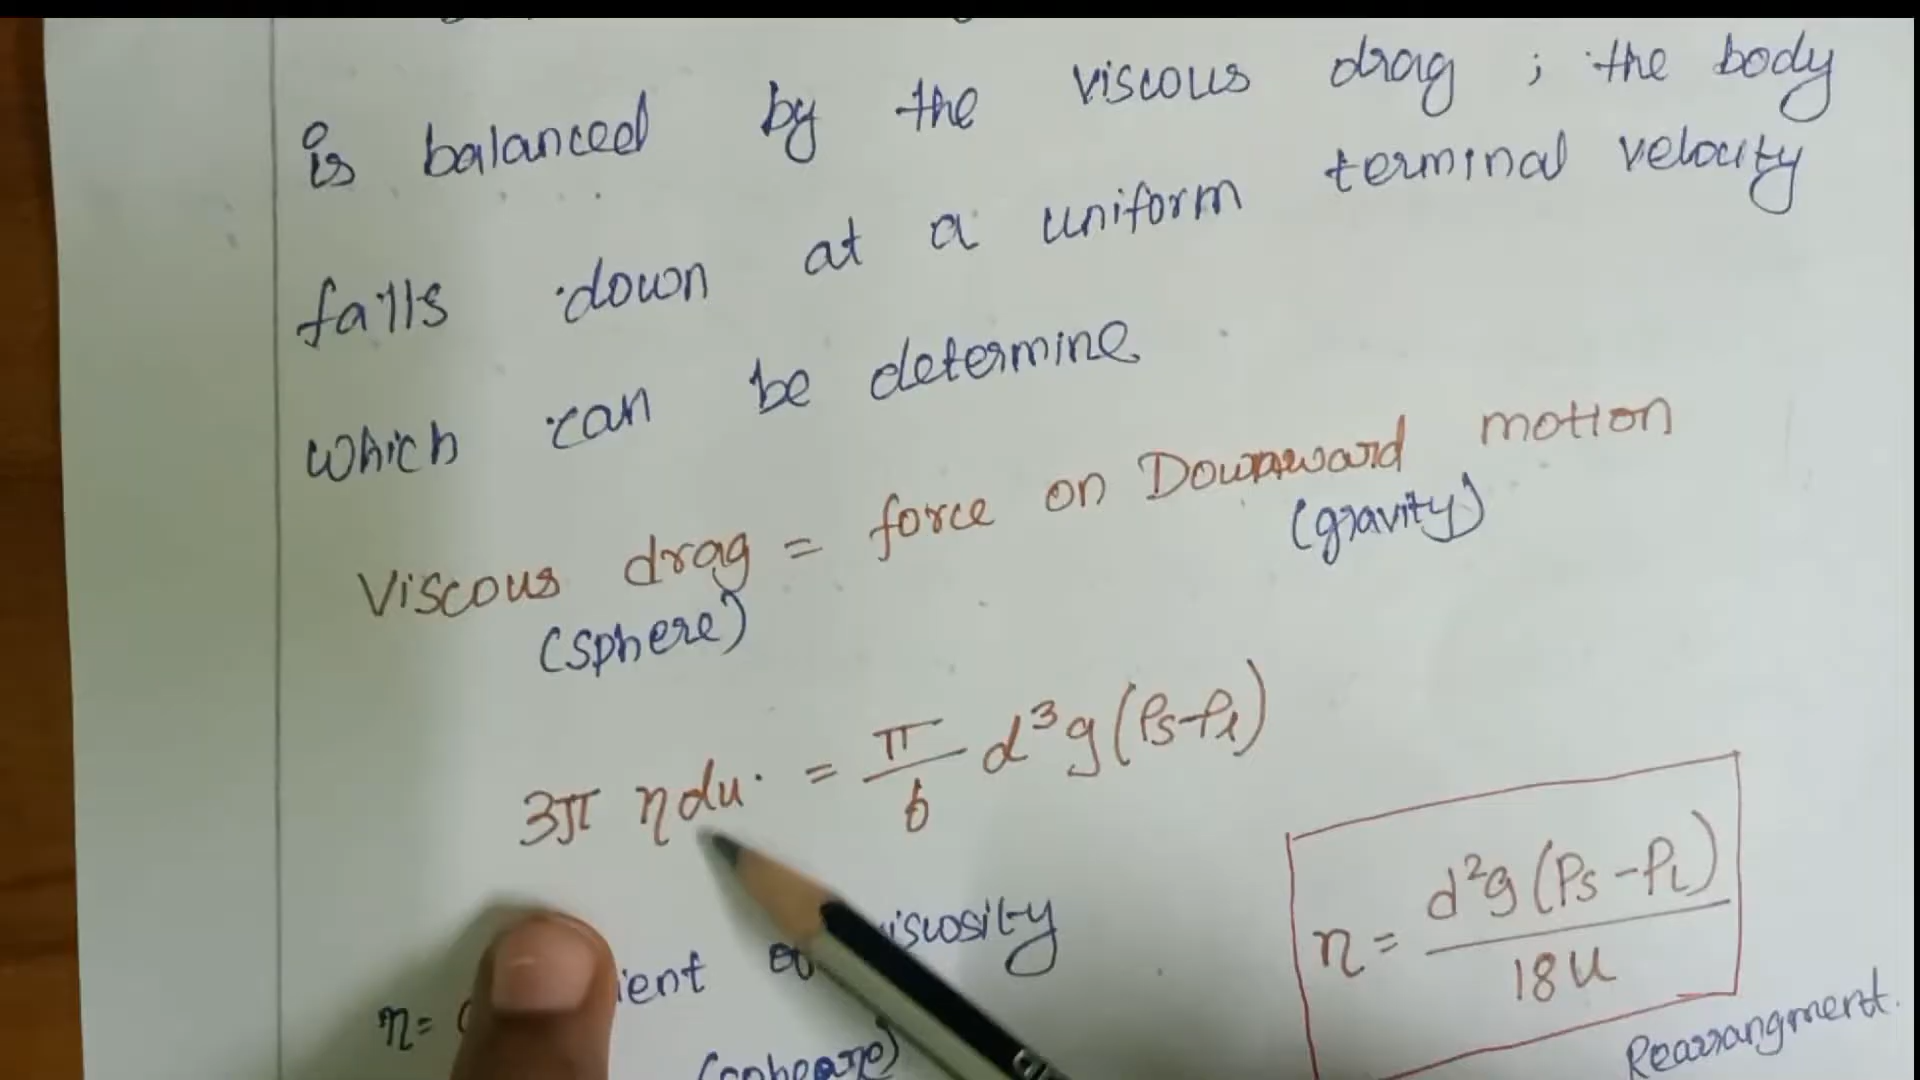 is balanced by the viscous drag ; the body
falls down at a uniform terminal velocity
which can be determine
Viscous drag = force on Downward motion
(sphere) (gravity)
3π ηdu = π/6 d³g(ρs-ρl)
η = d²g(ρs-ρL)/18U
Rearrangment.
η=